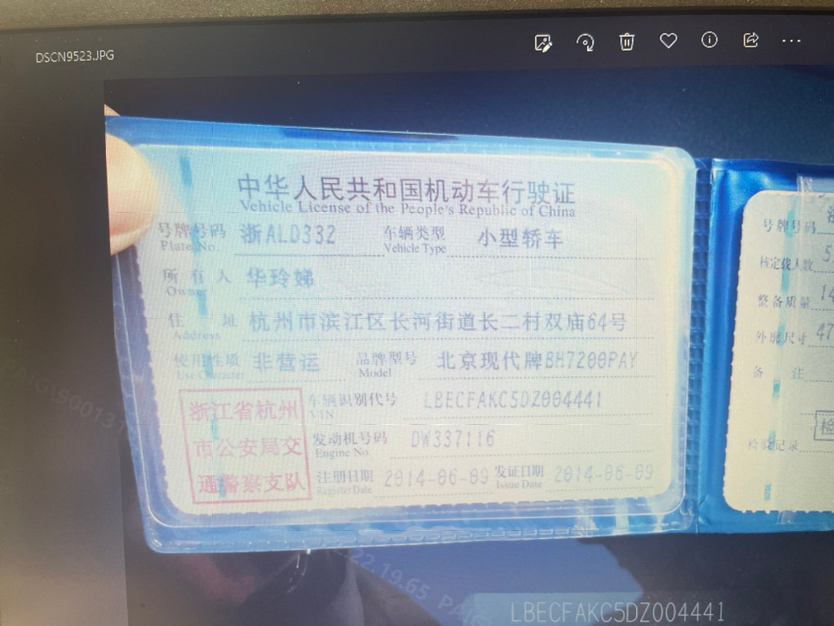 DSCN9523.JPG
中华人民共和国机动车行驶证
Vehicle License of the People's Republic of China
号牌号码 浙ALD332 车辆类型 小型轿车
Plate No. Vehicle Type
所有人 华玲娣
Owner
住址 杭州市滨江区长河街道长二村双庙64号
Address
使用性质 非营运 品牌型号 北京现代牌BH7200PAY
Use Character Model
浙江省杭州
市公安局交
通警察支队
车辆识别代号 LBECFAKC5DZ004441
VIN
发动机号码 DW337116
Engine No.
注册日期 2014-06-09 发证日期 2014-06-09
Register Date Issue Date
号牌号码
核定载人数 5
整备质量 14
外廓尺寸 47
备注
检验记录
LBECFAKC5DZ004441